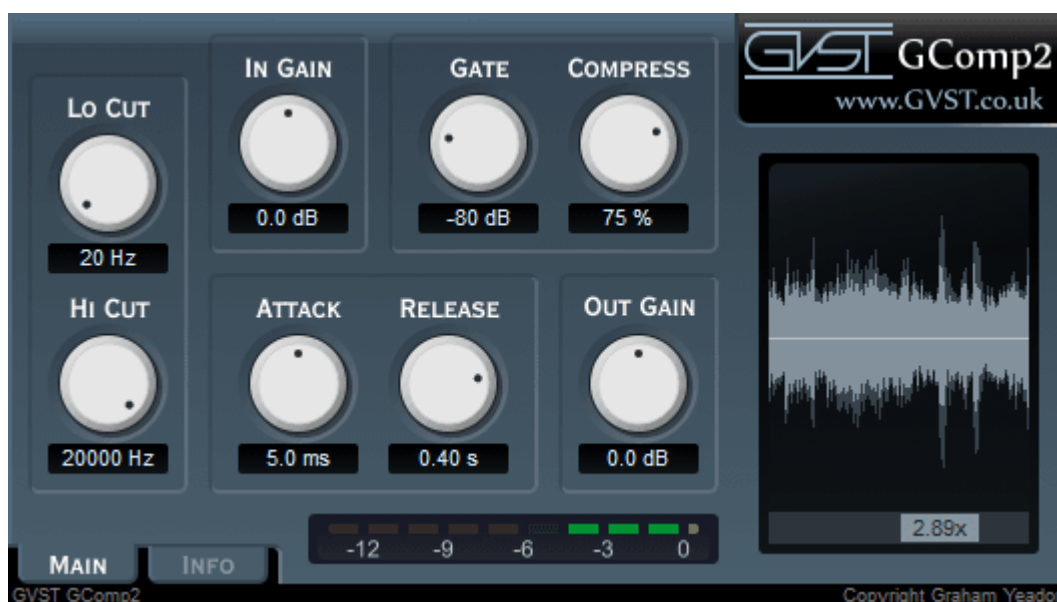 GVST GComp2
www.GVST.co.uk
IN GAIN
GATE
COMPRESS
LO CUT
0.0 dB
-80 dB
75 %
20 Hz
HI CUT
ATTACK
RELEASE
OUT GAIN
20000 Hz
5.0 ms
0.40 s
0.0 dB
2.89x
-12 -9 -6 -3 0
MAIN
INFO
GVST GComp2
Copyright Graham Yeado